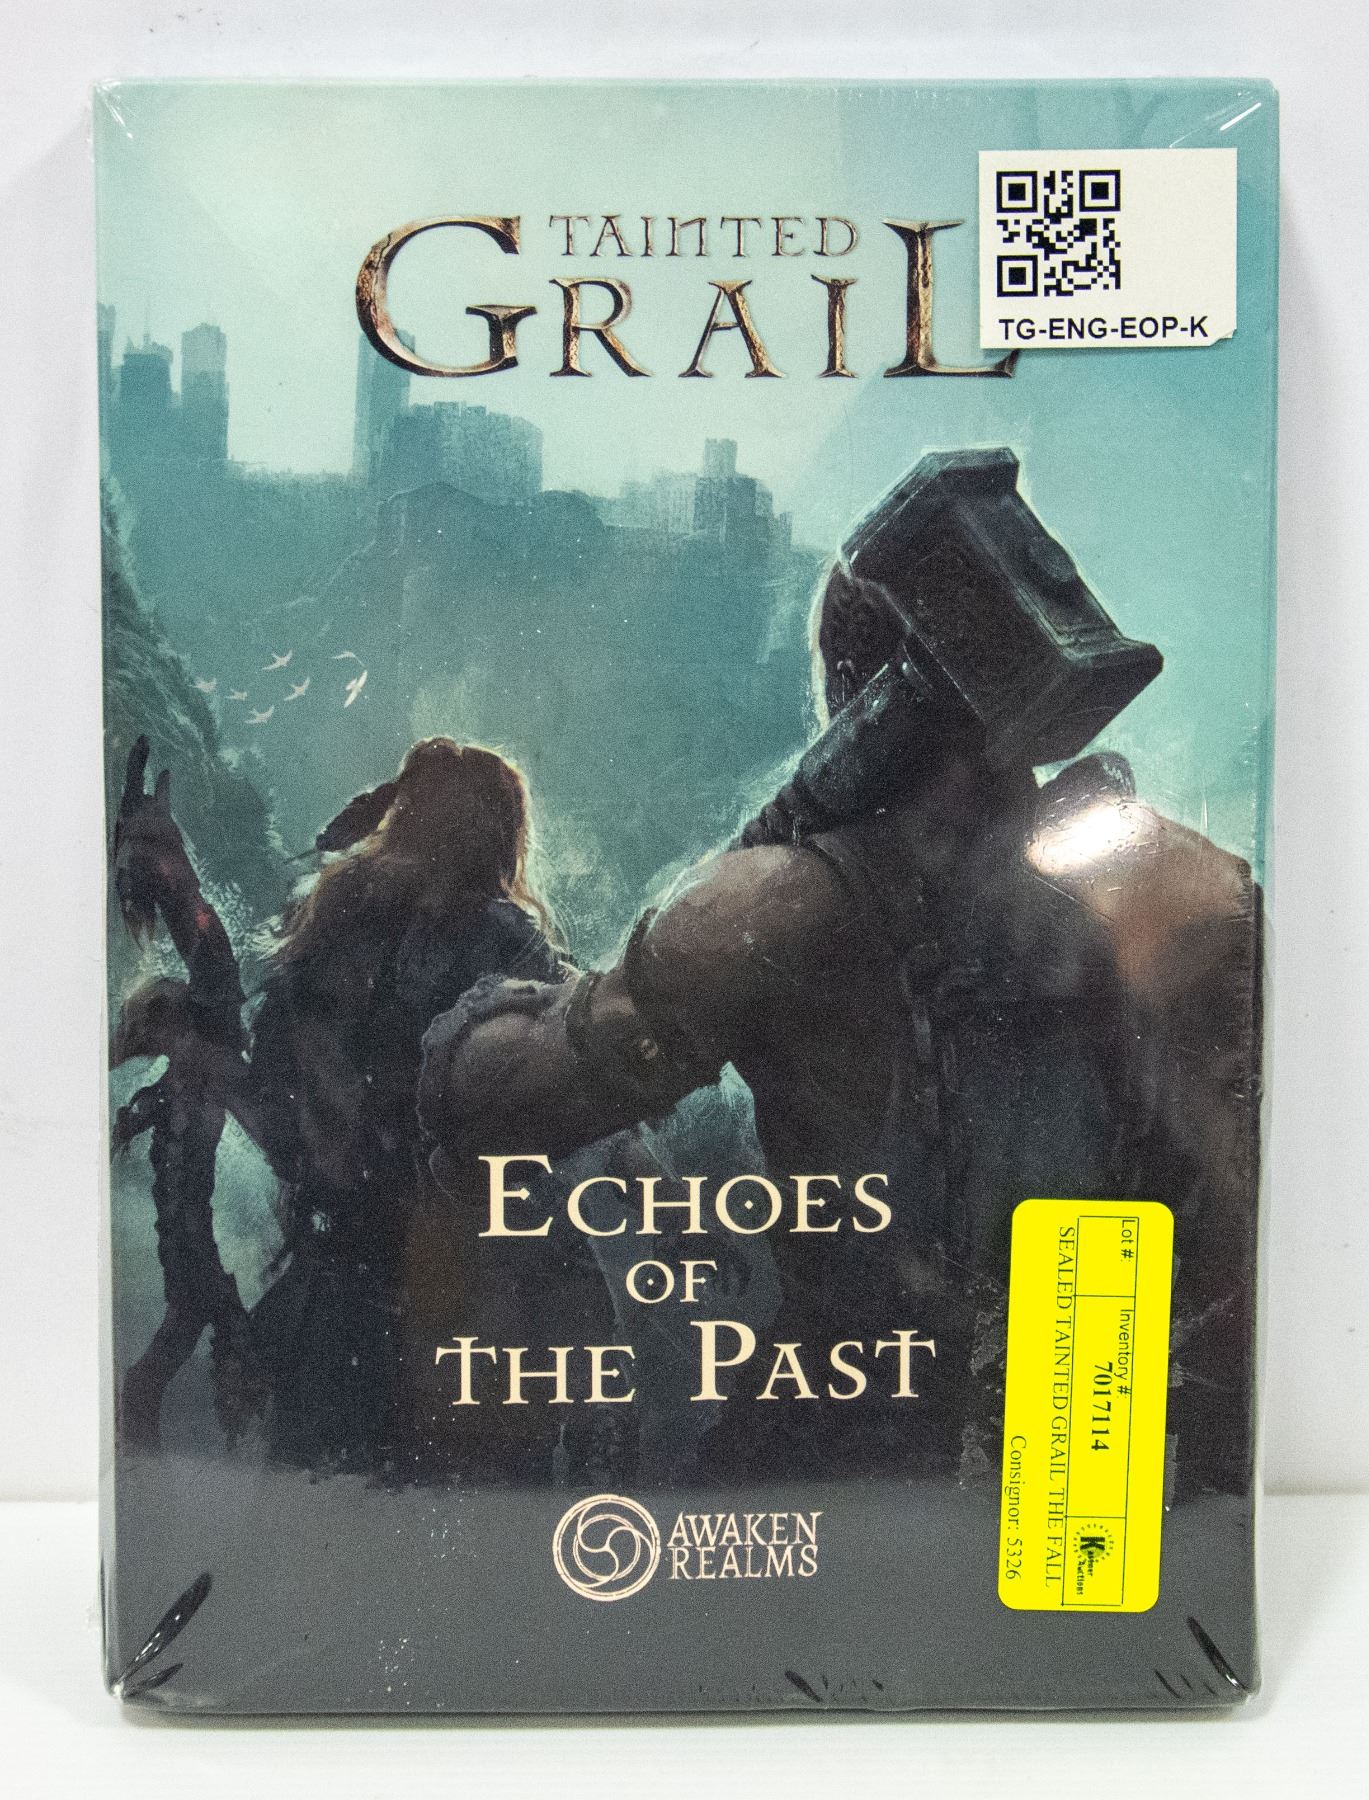 TAINTED
GRAIL
TG-ENG-EOP-K
ECHOES
OF
THE PAST
AWAKEN
REALMS
Lot #:
Inventory #:
7017114
SEALED TAINTED GRAIL THE FALL
Consignor: 5326